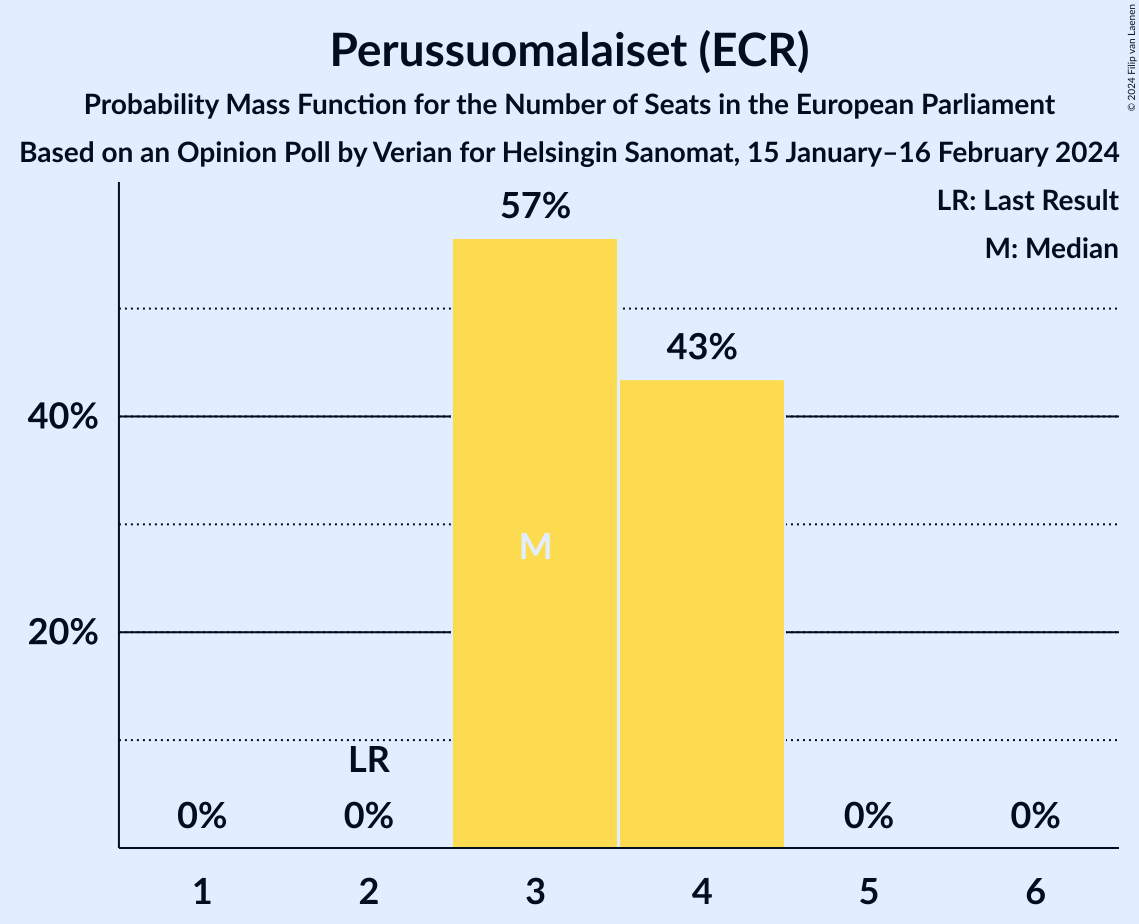 Perussuomalaiset (ECR)
Probability Mass Function for the Number of Seats in the European Parliament
Based on an Opinion Poll by Verian for Helsingin Sanomat, 15 January–16 February 2024
© 2024 Filip van Laenen
LR: Last Result
M: Median
57%
43%
40%
M
20%
LR
0%
0%
0%
0%
1
2
3
4
5
6